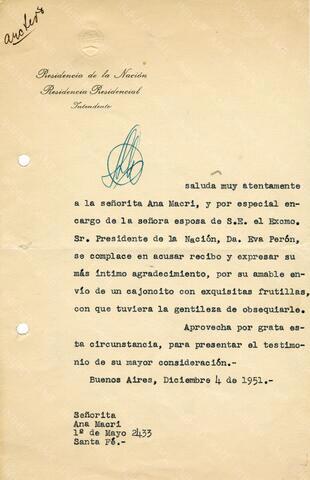 Presidencia de la Nación
Residencia Presidencial
Intendente
saluda muy atentamente
a la señorita Ana Macri, y por especial en-
cargo de la señora esposa de S.E. el Excmo.
Sr. Presidente de la Nación, Da. Eva Perón,
se complace en acusar recibo y expresar su
más íntimo agradecimiento, por su amable en-
vío de un cajoncito con exquisitas frutillas,
con que tuviera la gentileza de obsequiarle.
Aprovecha por grata es-
ta circunstancia, para presentar el testimo-
nio de su mayor consideración.-
Buenos Aires, Diciembre 4 de 1951.-
Señorita
Ana Macri
1º de Mayo 2433
Santa Fé.-